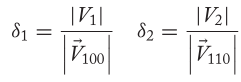 δ₁ = |V₁| / |V⃗₁₀₀|   δ₂ = |V₂| / |V⃗₁₁₀|